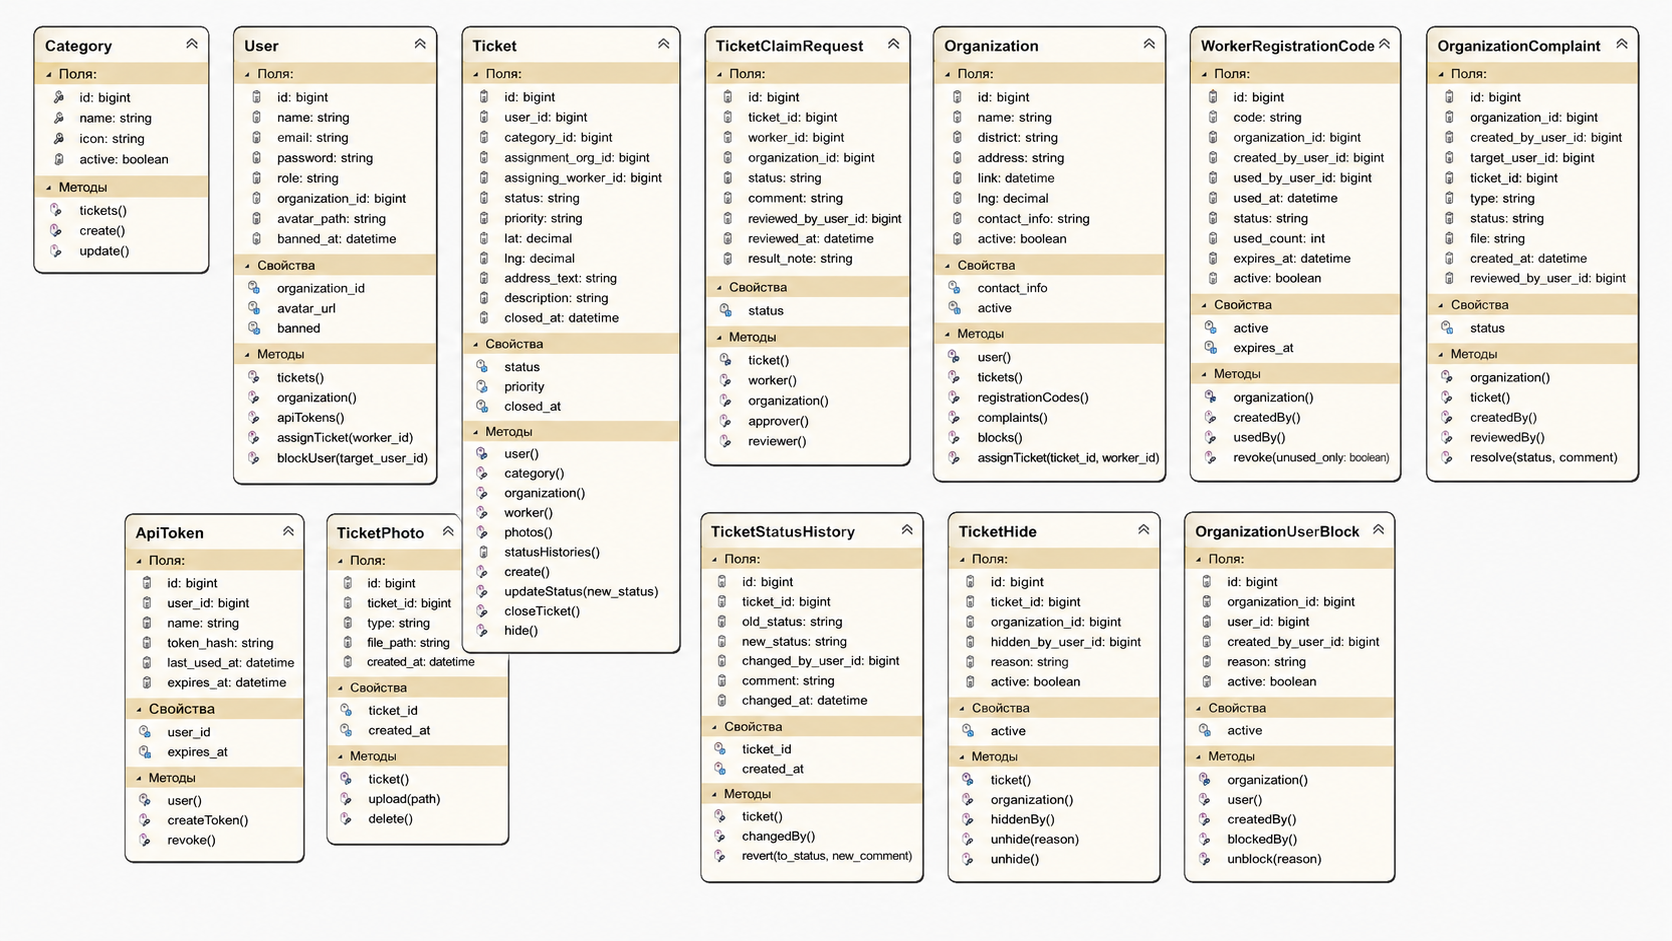 Category
Поля:
id: bigint
name: string
icon: string
active: boolean
Методы
tickets()
create()
update()
User
Поля:
id: bigint
name: string
email: string
password: string
role: string
organization_id: bigint
avatar_path: string
banned_at: datetime
Свойства
organization_id
avatar_url
banned
Методы
tickets()
organization()
apiTokens()
assignTicket(worker_id)
blockUser(target_user_id)
Ticket
Поля:
id: bigint
user_id: bigint
category_id: bigint
assignment_org_id: bigint
assigning_worker_id: bigint
status: string
priority: string
lat: decimal
lng: decimal
address_text: string
description: string
closed_at: datetime
Свойства
status
priority
closed_at
Методы
user()
category()
organization()
worker()
photos()
statusHistories()
create()
updateStatus(new_status)
closeTicket()
hide()
TicketClaimRequest
Поля:
id: bigint
ticket_id: bigint
worker_id: bigint
organization_id: bigint
status: string
comment: string
reviewed_by_user_id: bigint
reviewed_at: datetime
result_note: string
Свойства
status
Методы
ticket()
worker()
organization()
approver()
reviewer()
Organization
Поля:
id: bigint
name: string
district: string
address: string
link: datetime
lng: decimal
contact_info: string
active: boolean
Свойства
contact_info
active
Методы
user()
tickets()
registrationCodes()
complaints()
blocks()
assignTicket(ticket_id, worker_id)
WorkerRegistrationCode
Поля:
id: bigint
code: string
organization_id: bigint
created_by_user_id: bigint
used_by_user_id: bigint
used_at: datetime
status: string
used_count: int
expires_at: datetime
active: boolean
Свойства
active
expires_at
Методы
organization()
createdBy()
usedBy()
revoke(unused_only: boolean)
OrganizationComplaint
Поля:
id: bigint
organization_id: bigint
created_by_user_id: bigint
target_user_id: bigint
ticket_id: bigint
type: string
status: string
file: string
created_at: datetime
reviewed_by_user_id: bigint
Свойства
status
Методы
organization()
ticket()
createdBy()
reviewedBy()
resolve(status, comment)
ApiToken
Поля:
id: bigint
user_id: bigint
name: string
token_hash: string
last_used_at: datetime
expires_at: datetime
Свойства
user_id
expires_at
Методы
user()
createToken()
revoke()
TicketPhoto
Поля:
id: bigint
ticket_id: bigint
type: string
file_path: string
created_at: datetime
Свойства
ticket_id
created_at
Методы
ticket()
upload(path)
delete()
TicketStatusHistory
Поля:
id: bigint
ticket_id: bigint
old_status: string
new_status: string
changed_by_user_id: bigint
comment: string
changed_at: datetime
Свойства
ticket_id
created_at
Методы
ticket()
changedBy()
revert(to_status, new_comment)
TicketHide
Поля:
id: bigint
ticket_id: bigint
organization_id: bigint
hidden_by_user_id: bigint
reason: string
active: boolean
Свойства
active
Методы
ticket()
organization()
hiddenBy()
unhide(reason)
unhide()
OrganizationUserBlock
Поля:
id: bigint
organization_id: bigint
user_id: bigint
created_by_user_id: bigint
reason: string
active: boolean
Свойства
active
Методы
organization()
user()
createdBy()
blockedBy()
unblock(reason)